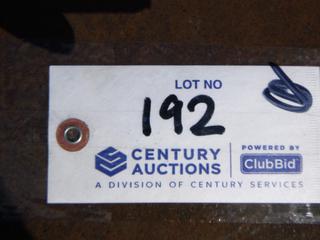 LOT NO
192
CENTURY AUCTIONS
POWERED BY
ClubBid
A DIVISION OF CENTURY SERVICES